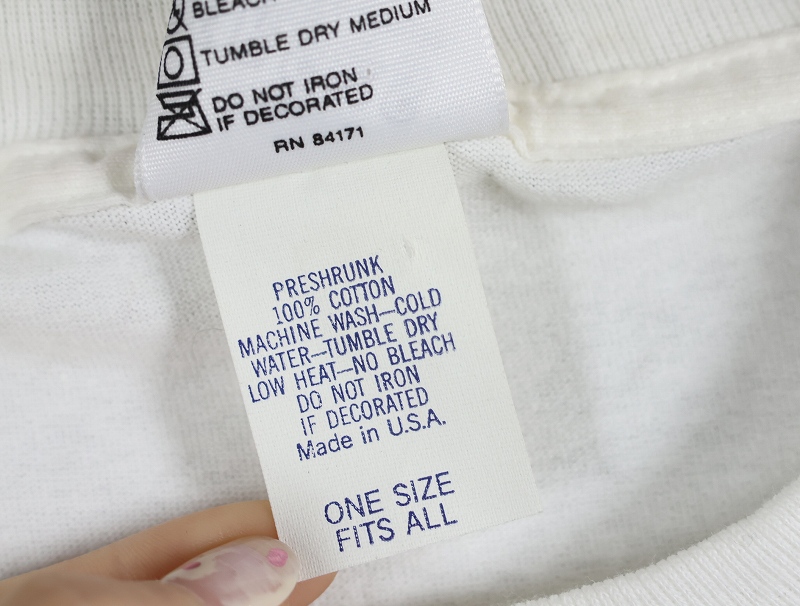 BLEACH
TUMBLE DRY MEDIUM
DO NOT IRON
IF DECORATED
RN 84171
PRESHRUNK
100% COTTON
MACHINE WASH—COLD
WATER—TUMBLE DRY
LOW HEAT—NO BLEACH
DO NOT IRON
IF DECORATED
Made in U.S.A.
ONE SIZE
FITS ALL